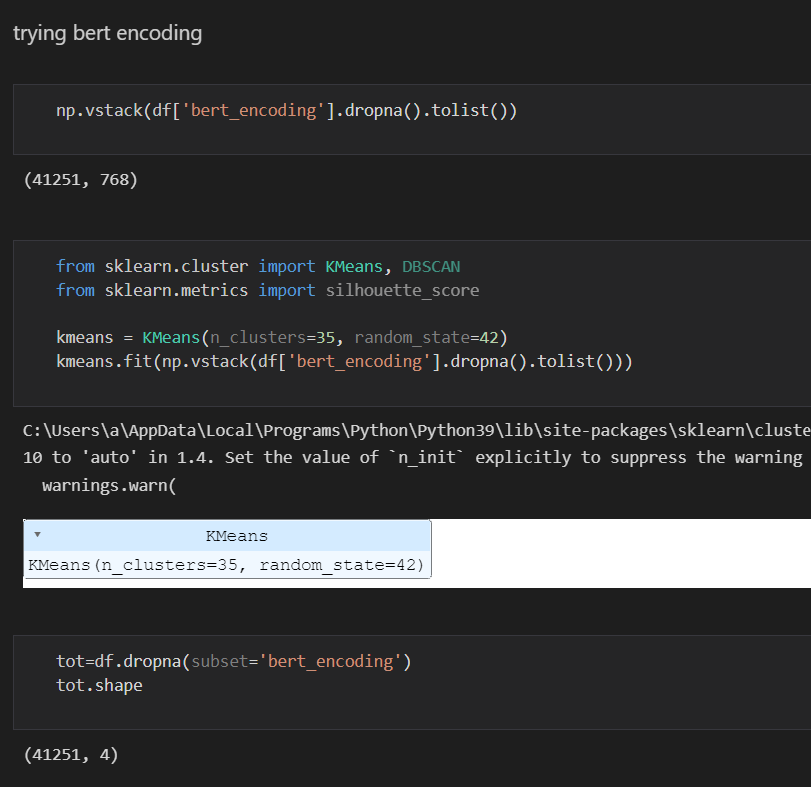 trying bert encoding
np.vstack(df['bert_encoding'].dropna().tolist())
(41251, 768)
from sklearn.cluster import KMeans, DBSCAN
from sklearn.metrics import silhouette_score
kmeans = KMeans(n_clusters=35, random_state=42)
kmeans.fit(np.vstack(df['bert_encoding'].dropna().tolist()))
C:\Users\a\AppData\Local\Programs\Python\Python39\lib\site-packages\sklearn\cluste
10 to 'auto' in 1.4. Set the value of `n_init` explicitly to suppress the warning
warnings.warn(
▾ KMeans
KMeans(n_clusters=35, random_state=42)
tot=df.dropna(subset='bert_encoding')
tot.shape
(41251, 4)